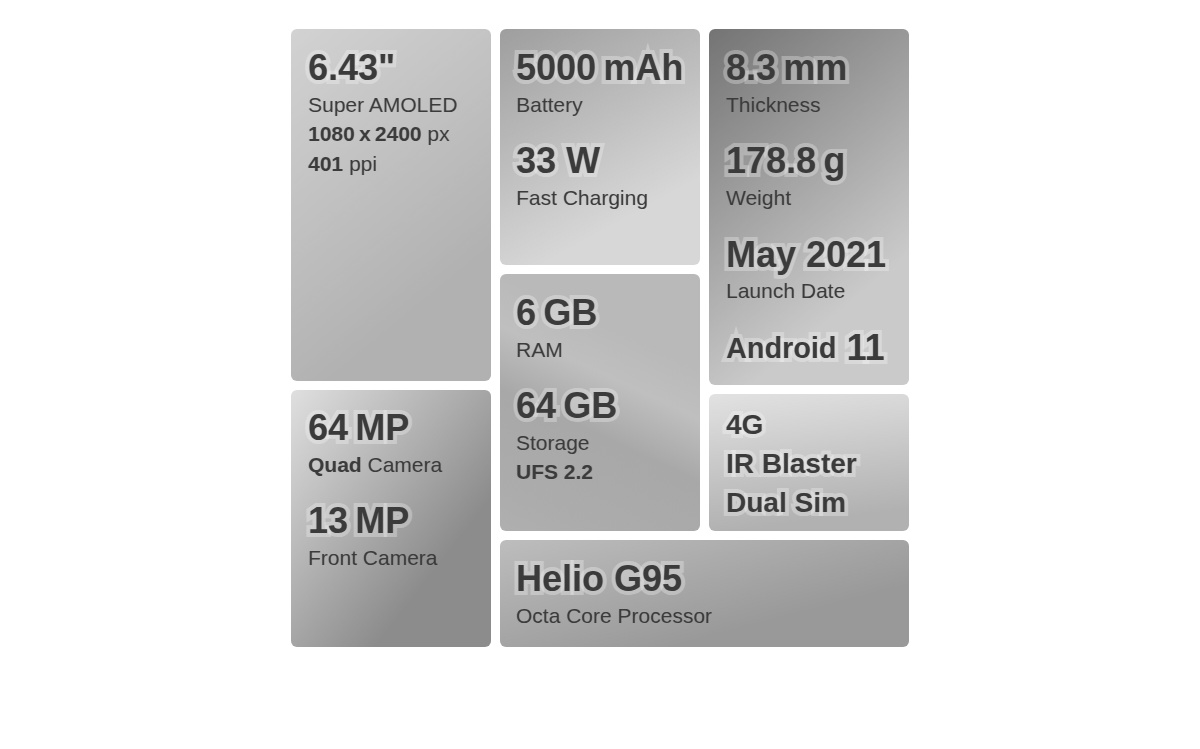 6.43"
Super AMOLED
1080 x 2400 px
401 ppi
64 MP
Quad Camera
13 MP
Front Camera
5000 mAh
Battery
33 W
Fast Charging
6 GB
RAM
64 GB
Storage
UFS 2.2
8.3 mm
Thickness
178.8 g
Weight
May 2021
Launch Date
Android 11
4G
IR Blaster
Dual Sim
Helio G95
Octa Core Processor